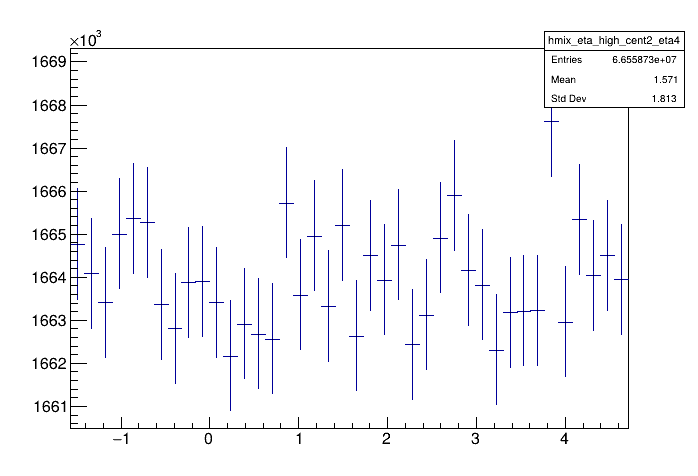 ×10³
hmix_eta_high_cent2_eta4
Entries 6.655873e+07
Mean 1.571
Std Dev 1.813
1669
1668
1667
1666
1665
1664
1663
1662
1661
−1 0 1 2 3 4